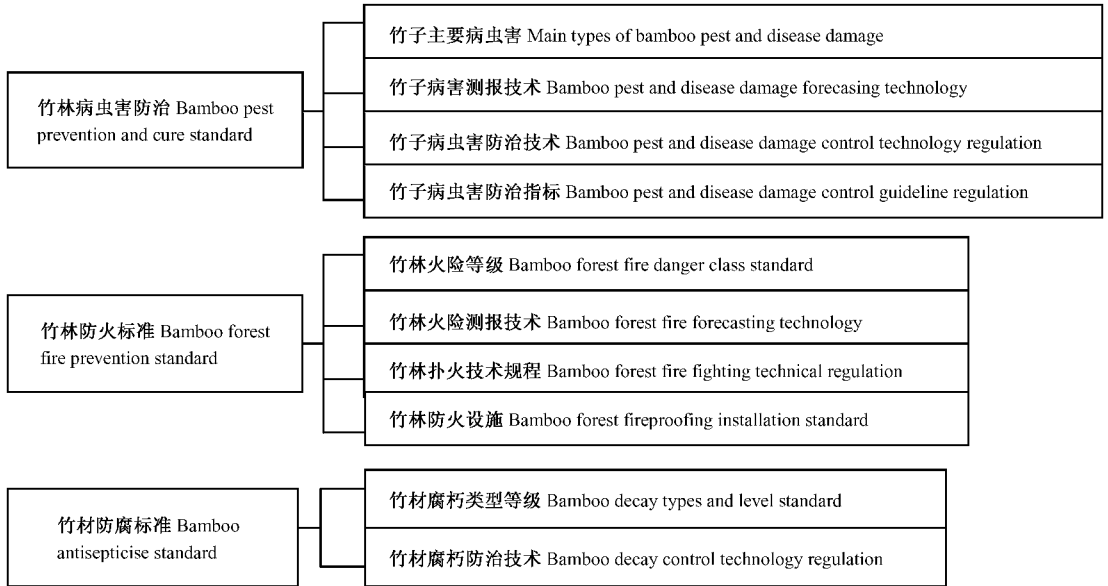 竹林病虫害防治 Bamboo pest
prevention and cure standard
竹子主要病虫害 Main types of bamboo pest and disease damage
竹子病害测报技术 Bamboo pest and disease damage forecasing technology
竹子病虫害防治技术 Bamboo pest and disease damage control technology regulation
竹子病虫害防治指标 Bamboo pest and disease damage control guideline regulation
竹林防火标准 Bamboo forest
fire prevention standard
竹林火险等级 Bamboo forest fire danger class standard
竹林火险测报技术 Bamboo forest fire forecasting technology
竹林扑火技术规程 Bamboo forest fire fighting technical regulation
竹林防火设施 Bamboo forest fireproofing installation standard
竹材防腐标准 Bamboo
antisepticise standard
竹材腐朽类型等级 Bamboo decay types and level standard
竹材腐朽防治技术 Bamboo decay control technology regulation